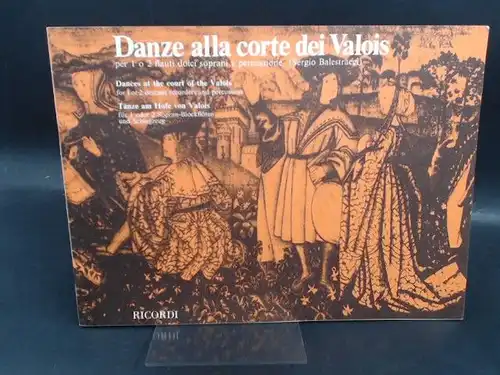 Danze alla corte dei Valois
per 1 o 2 flauti dolci soprani e percussione (Sergio Balestracci)
Dances at the court of the Valois
for 1 or 2 descant recorders and percussion
Tänze am Hofe von Valois
für 1 oder 2 Sopran-Blockflöten
und Schlagzeug
RICORDI